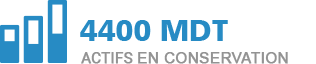 4400 MDT
ACTIFS EN CONSERVATION